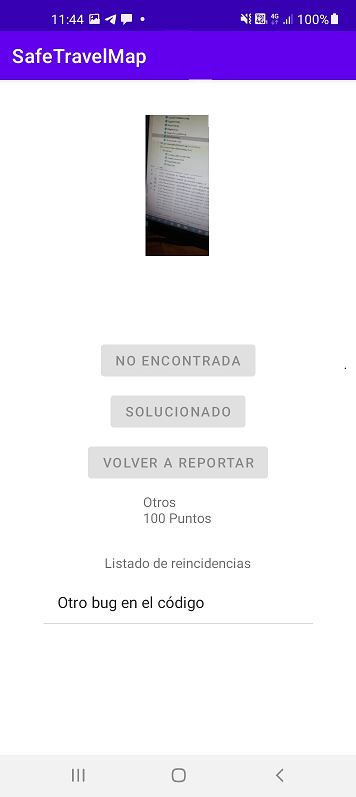 11:44
4G 100%
SafeTravelMap
NO ENCONTRADA
SOLUCIONADO
VOLVER A REPORTAR
Otros
100 Puntos
Listado de reincidencias
Otro bug en el código